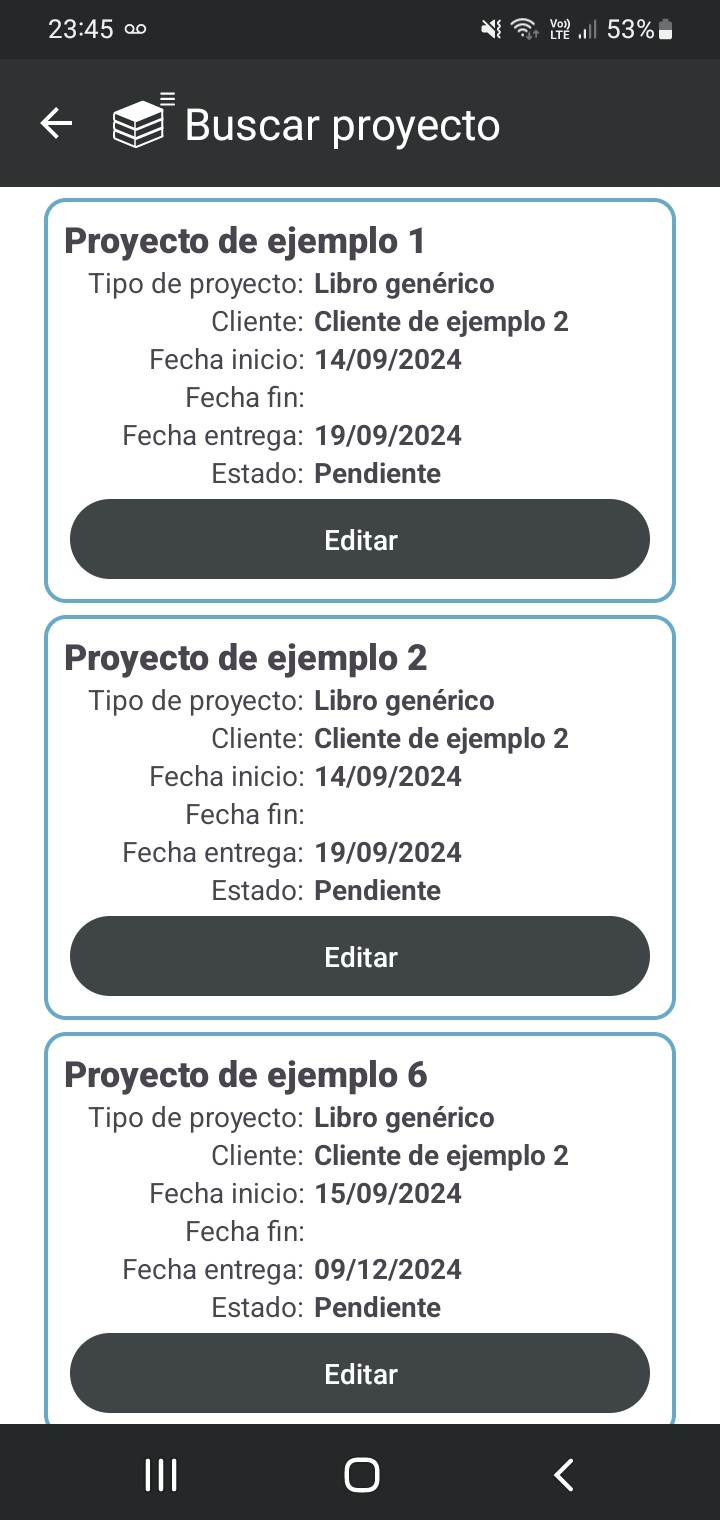 23:45
Vo))
LTE
53%
Buscar proyecto
Proyecto de ejemplo 1
Tipo de proyecto: Libro genérico
Cliente: Cliente de ejemplo 2
Fecha inicio: 14/09/2024
Fecha fin:
Fecha entrega: 19/09/2024
Estado: Pendiente
Editar
Proyecto de ejemplo 2
Tipo de proyecto: Libro genérico
Cliente: Cliente de ejemplo 2
Fecha inicio: 14/09/2024
Fecha fin:
Fecha entrega: 19/09/2024
Estado: Pendiente
Editar
Proyecto de ejemplo 6
Tipo de proyecto: Libro genérico
Cliente: Cliente de ejemplo 2
Fecha inicio: 15/09/2024
Fecha fin:
Fecha entrega: 09/12/2024
Estado: Pendiente
Editar